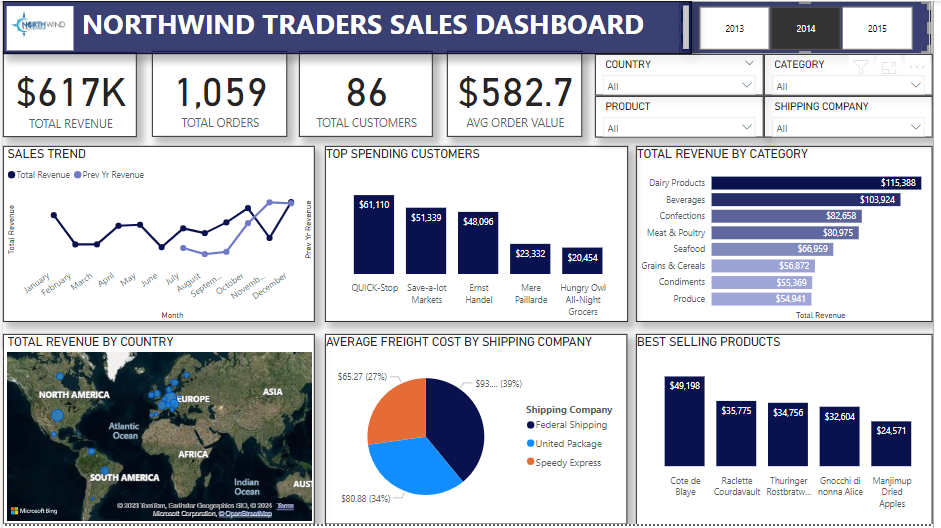 NORTHWIND
NORTHWIND TRADERS SALES DASHBOARD
2013
2014
2015
$617K
TOTAL REVENUE
1,059
TOTAL ORDERS
86
TOTAL CUSTOMERS
$582.7
AVG ORDER VALUE
COUNTRY
All
CATEGORY
All
PRODUCT
All
SHIPPING COMPANY
All
SALES TREND
Total Revenue
Prev Yr Revenue
Total Revenue
Prev Yr Revenue
January
February
March
April
May
June
July
August
Septem...
October
Novemb...
December
Month
TOP SPENDING CUSTOMERS
$61,110
$51,339
$48,096
$23,332
$20,454
QUICK-Stop
Save-a-lot
Markets
Ernst
Handel
Mere
Paillarde
Hungry Owl
All-Night
Grocers
TOTAL REVENUE BY CATEGORY
Dairy Products
$115,388
Beverages
$103,924
Confections
$82,658
Meat & Poultry
$80,975
Seafood
$66,959
Grains & Cereals
$56,872
Condiments
$55,369
Produce
$54,941
Total Revenue
TOTAL REVENUE BY COUNTRY
NORTH AMERICA
EUROPE
ASIA
Atlantic
Ocean
AFRICA
SOUTH AMERICA
Indian
Ocean
AUST
Microsoft Bing
© 2023 TomTom, Earthstar Geographics SIO, © 2024
Microsoft Corporation, © OpenStreetMap
Terms
AVERAGE FREIGHT COST BY SHIPPING COMPANY
$65.27 (27%)
$93.... (39%)
$80.88 (34%)
Shipping Company
Federal Shipping
United Package
Speedy Express
BEST SELLING PRODUCTS
$49,198
$35,775
$34,756
$32,604
$24,571
Cote de
Blaye
Raclette
Courdavault
Thuringer
Rostbratw...
Gnocchi di
nonna Alice
Manjimup
Dried
Apples